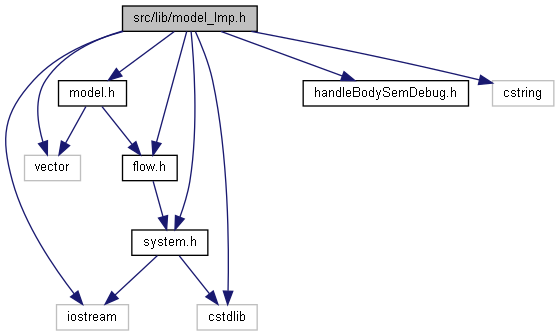 src/lib/model_Imp.h
model.h
handleBodySemDebug.h
cstring
vector
flow.h
system.h
iostream
cstdlib